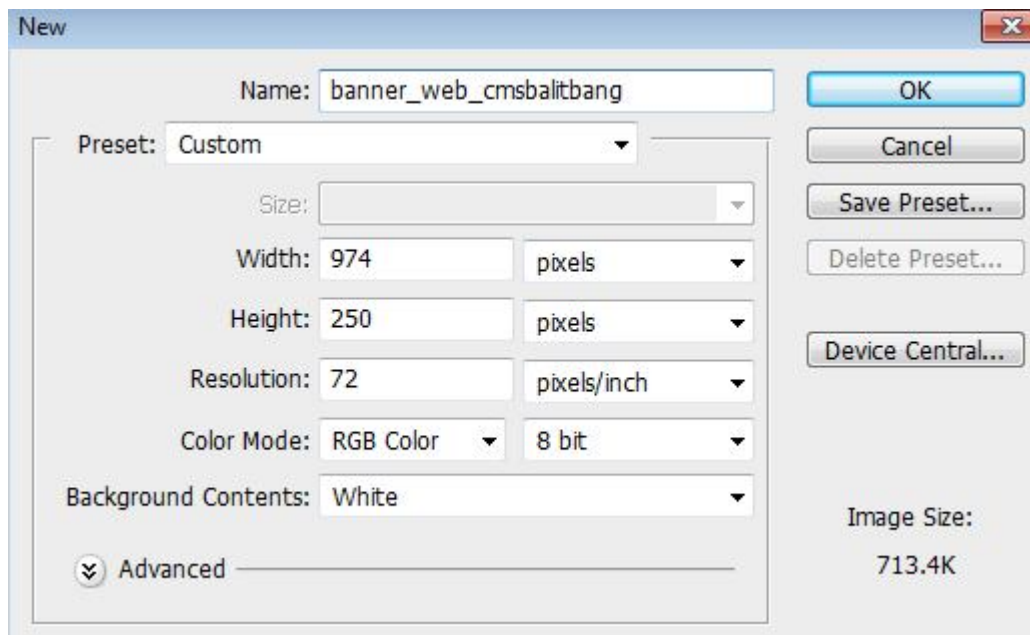 New
Name: banner_web_cmsbalitbang
OK
Preset: Custom
Cancel
Size:
Save Preset...
Width: 974 pixels
Delete Preset...
Height: 250 pixels
Device Central...
Resolution: 72 pixels/inch
Color Mode: RGB Color 8 bit
Background Contents: White
Image Size:
713.4K
Advanced